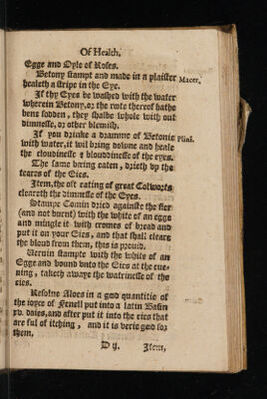 Of Health.
Egge and Oyle of Roses.
Betony stampt and made in a plaister Macer.
healeth a stripe in the Eye.
If thy Eyes be washed with the water
wherein Betony, or the roote thereof hathe
bene sodden, they shalbe whole with out
dimnesse, or other blemish.
If you drinke a dramme of Betonie Plini.
with water, it wil bring downe and heale
the cloudinesse & blouddinesse of the eyes.
The same being eaten, drieth vp the
teares of the Eies.
Item, the oft eating of great Colworts
cleareth the dimnesse of the Eyes.
Stampe Comin dried against the fier
(and not burnt) with the white of an egge
and mingle it with cromes of bread and
put it on your Eies, and that shall cleare
the bloud from them, this is proud.
Veruin stampte with the white of an
Egge and bound vnto the Eies at the eue-
ning, taketh awaye the watrinesse of the
eies.
Resolue Aloes in a good quantitie of
the ioyce of Fenell put into a latin Basin
daies, and after put it into the eies that
are ful of itching, and it is verie good for
them.
D ij. Item,